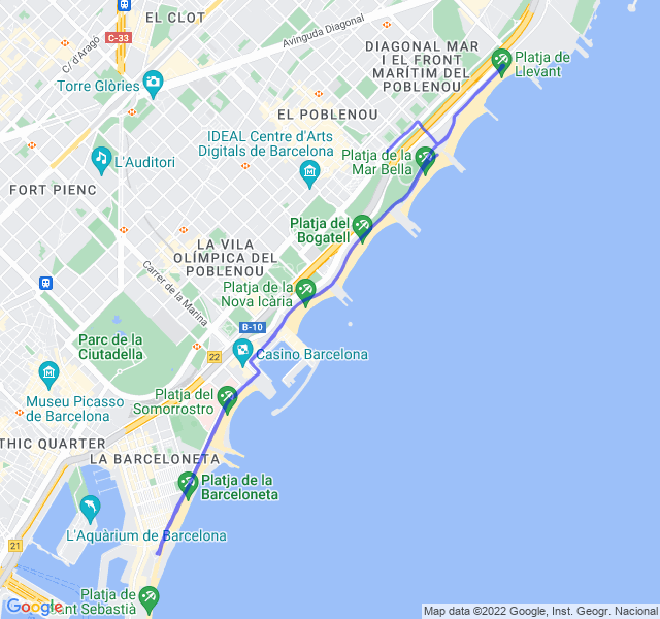 EL CLOT
C-33
C/ d'Aragó
Avinguda Diagonal
DIAGONAL MAR
I EL FRONT
MARÍTIM DEL
POBLENOU
Platja de
Llevant
Torre Glòries
EL POBLENOU
IDEAL Centre d'Arts
Digitals de Barcelona
L'Auditori
Platja de la
Mar Bella
FORT PIENC
Platja del
Bogatell
LA VILA
OLÍMPICA DEL
POBLENOU
Carrer de la Marina
Platja de la
Nova Icària
B-10
Parc de la
Ciutadella
22
Casino Barcelona
Museu Picasso
de Barcelona
Platja del
Somorrostro
THIC QUARTER
LA BARCELONETA
Platja de la
Barceloneta
L'Aquàrium de Barcelona
21
Platja de
nt Sebastià
Google
Map data ©2022 Google, Inst. Geogr. Nacional